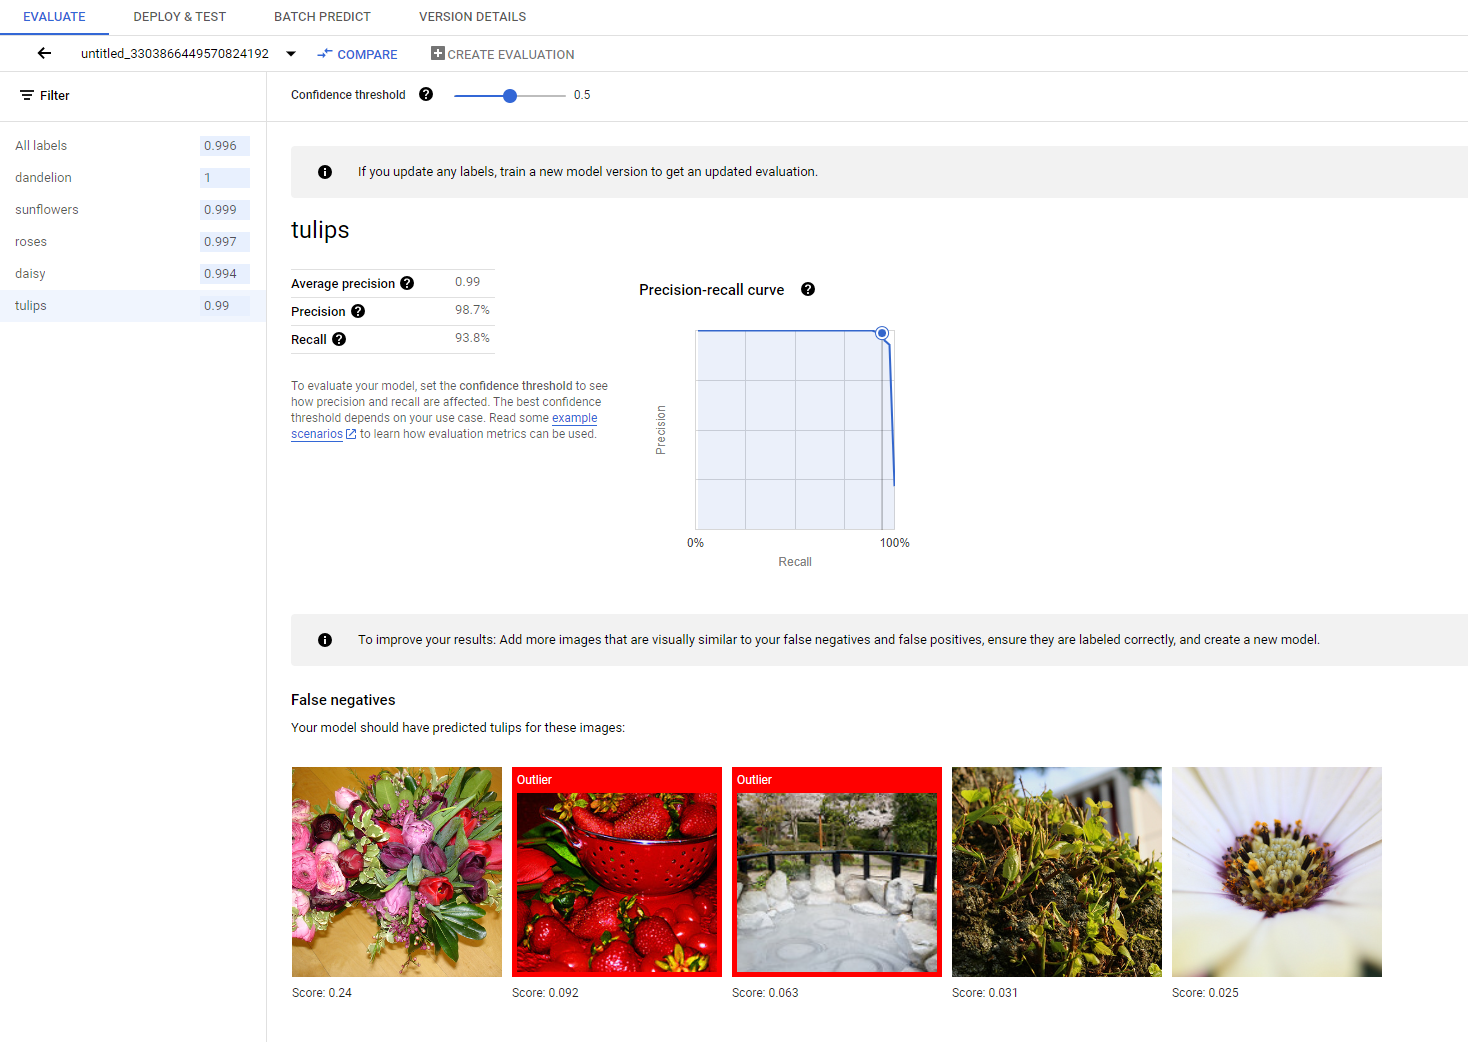 EVALUATE DEPLOY & TEST BATCH PREDICT VERSION DETAILS
untitled_3303866449570824192 COMPARE CREATE EVALUATION
Filter
Confidence threshold 0.5
All labels 0.996
dandelion 1
sunflowers 0.999
roses 0.997
daisy 0.994
tulips 0.99
If you update any labels, train a new model version to get an updated evaluation.
tulips
Average precision 0.99
Precision 98.7%
Recall 93.8%
To evaluate your model, set the confidence threshold to see
how precision and recall are affected. The best confidence
threshold depends on your use case. Read some example
scenarios to learn how evaluation metrics can be used.
Precision-recall curve
Precision
0% 100%
Recall
To improve your results: Add more images that are visually similar to your false negatives and false positives, ensure they are labeled correctly, and create a new model.
False negatives
Your model should have predicted tulips for these images:
Outlier Outlier
Score: 0.24 Score: 0.092 Score: 0.063 Score: 0.031 Score: 0.025